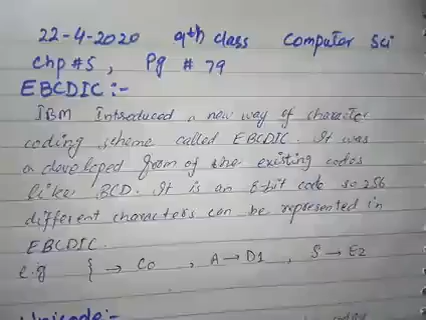 22-4-2020 9th class Computer Sci
Chp #5, Pg # 79
EBCDIC :-
IBM Introduced a new way of character
coding scheme called EBCDIC. It was
a developed form of the existing codes
like BCD. It is an 8-bit code so 256
different characters can be represented in
EBCDIC.
e.g { → C0 , A → D1 , S → E2
Unicode:-